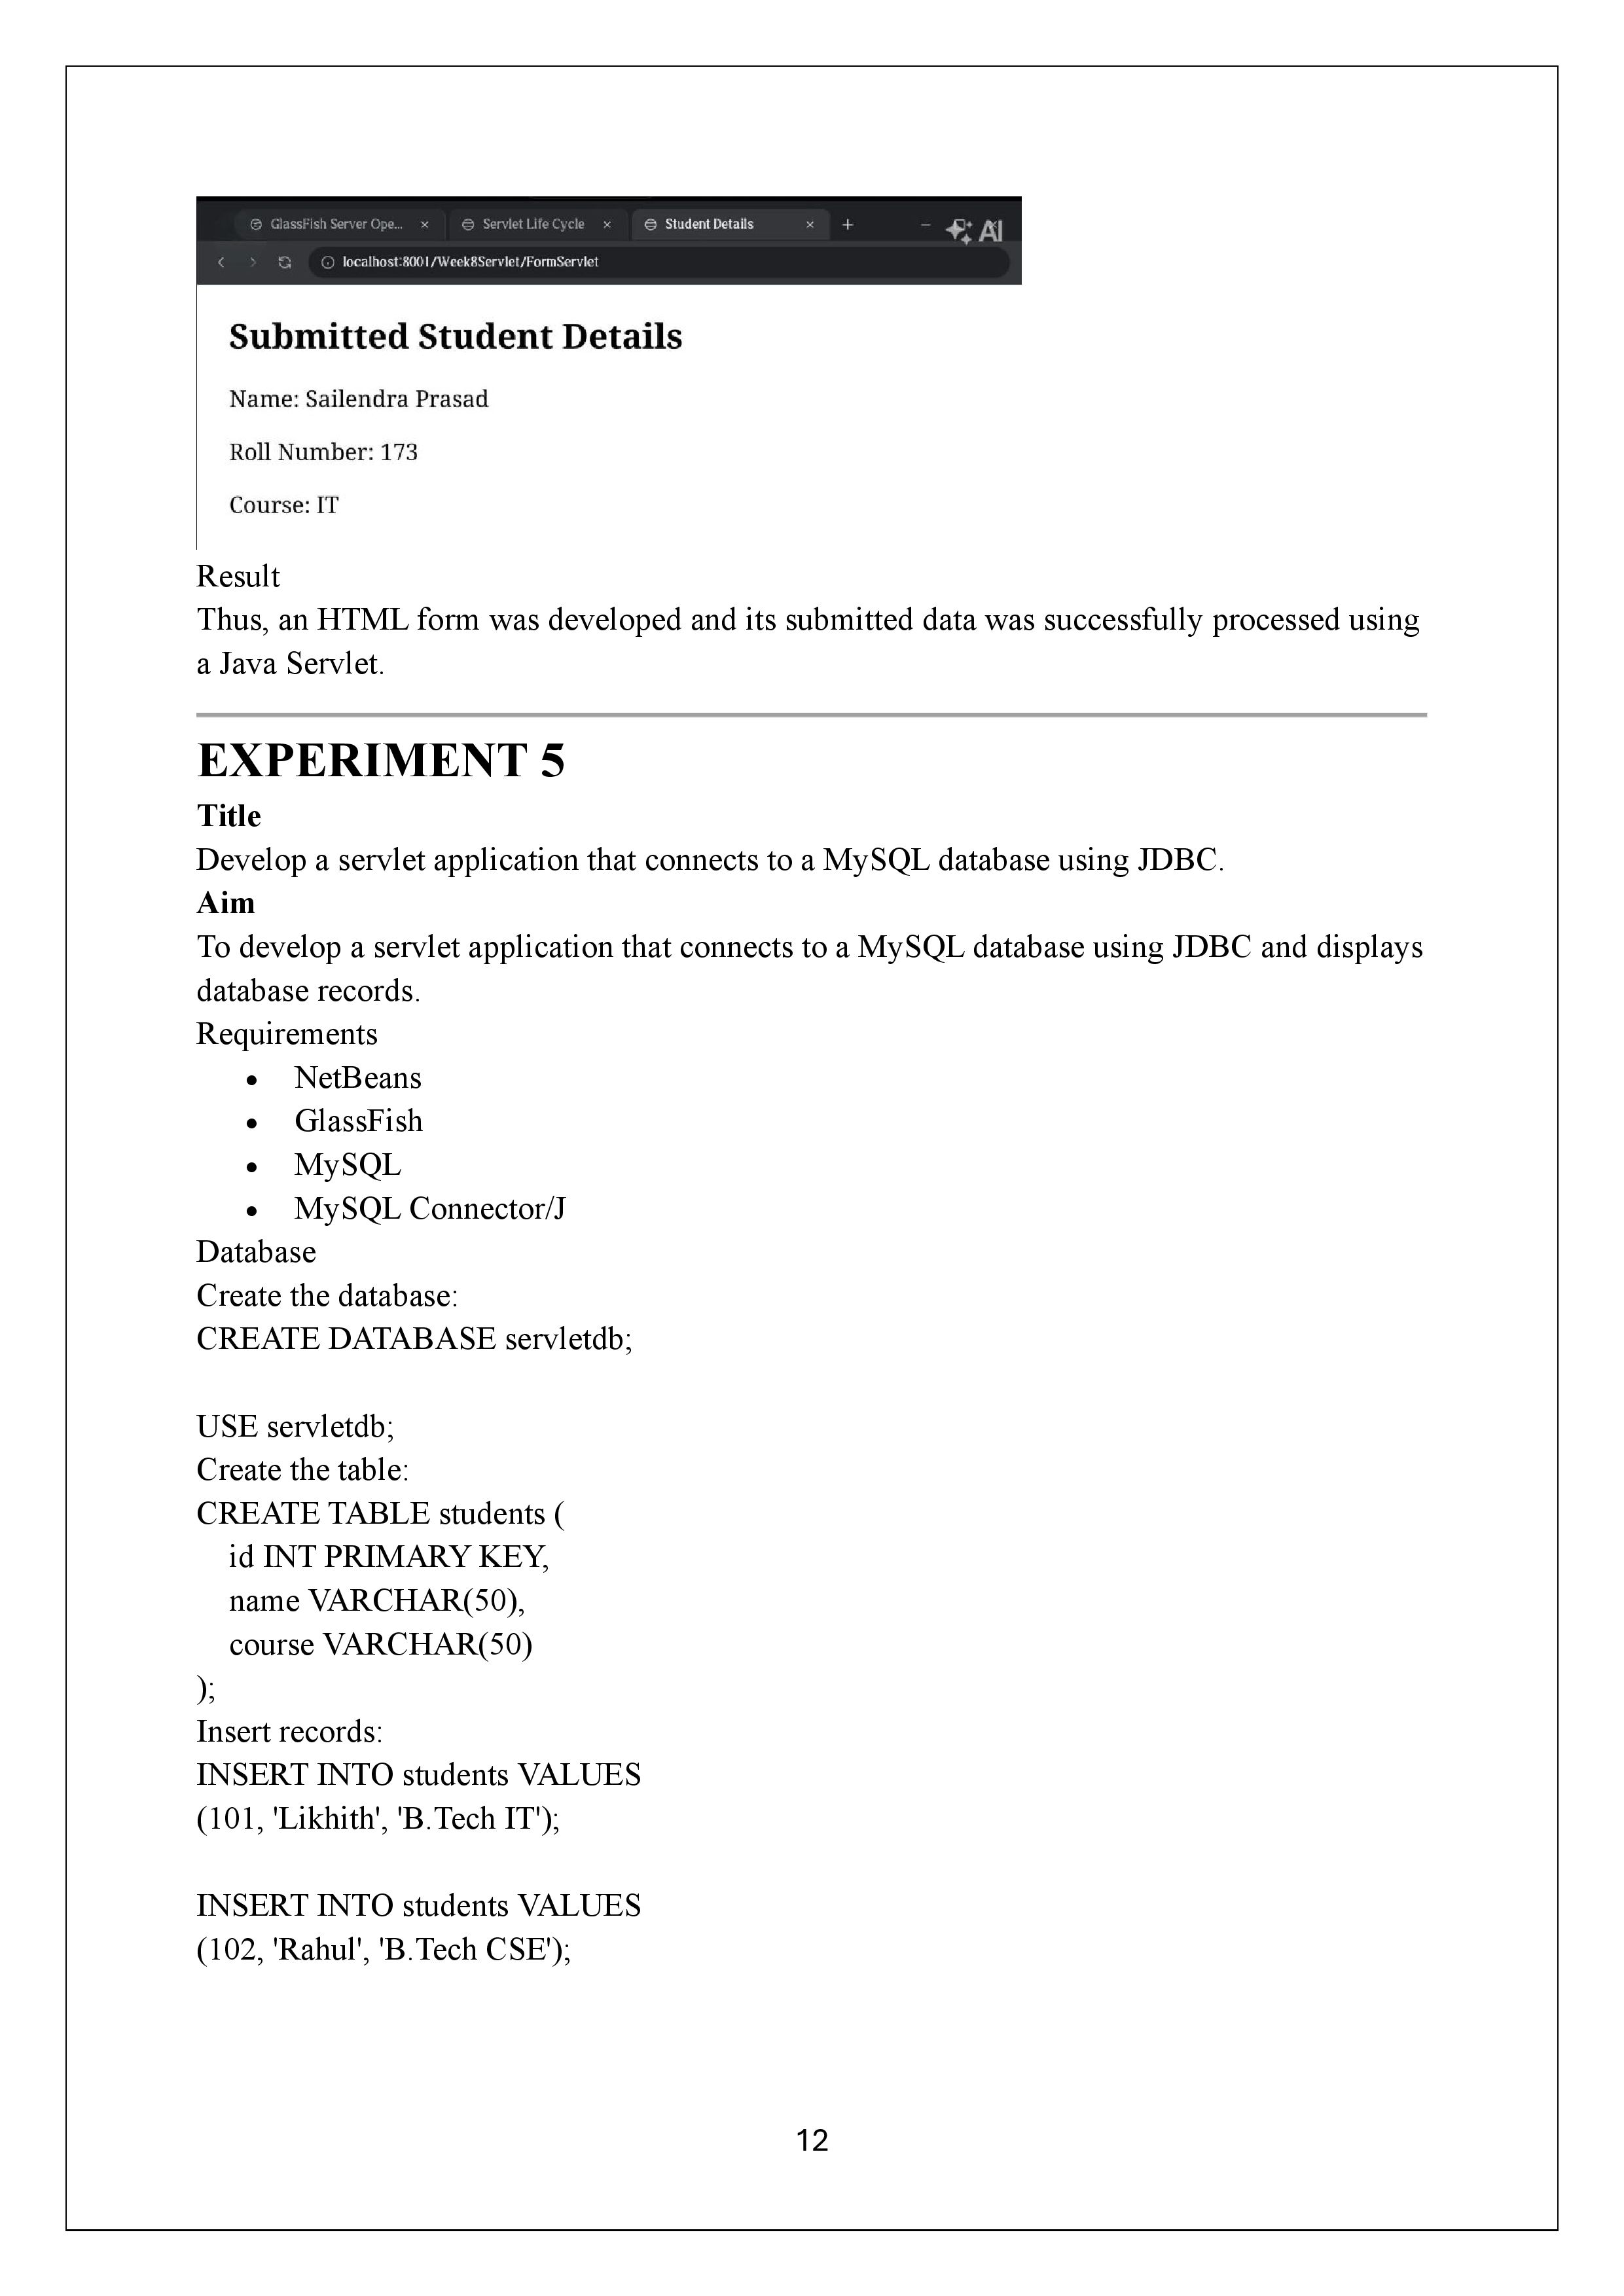 GlassFish Server Ope... × Servlet Life Cycle × Student Details × + AI
localhost:8001/Week8Servlet/FormServlet
Submitted Student Details
Name: Sailendra Prasad
Roll Number: 173
Course: IT
Result
Thus, an HTML form was developed and its submitted data was successfully processed using
a Java Servlet.
EXPERIMENT 5
Title
Develop a servlet application that connects to a MySQL database using JDBC.
Aim
To develop a servlet application that connects to a MySQL database using JDBC and displays
database records.
Requirements
• NetBeans
• GlassFish
• MySQL
• MySQL Connector/J
Database
Create the database:
CREATE DATABASE servletdb;
USE servletdb;
Create the table:
CREATE TABLE students (
id INT PRIMARY KEY,
name VARCHAR(50),
course VARCHAR(50)
);
Insert records:
INSERT INTO students VALUES
(101, 'Likhith', 'B.Tech IT');
INSERT INTO students VALUES
(102, 'Rahul', 'B.Tech CSE');
12